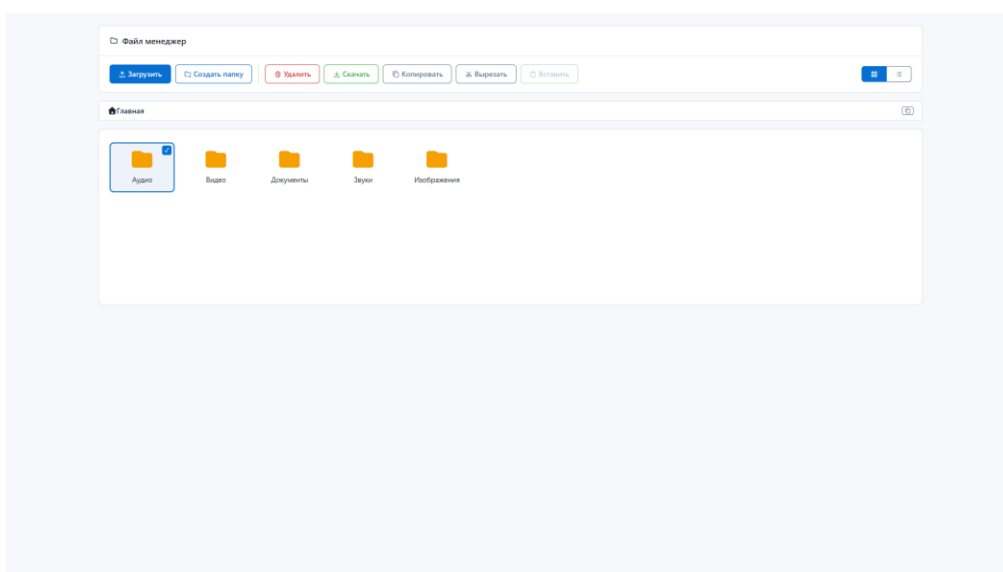 Файл менеджер
Загрузить Создать папку Удалить Скачать Копировать Вырезать Вставить
Главная
Аудио Видео Документы Звуки Изображения